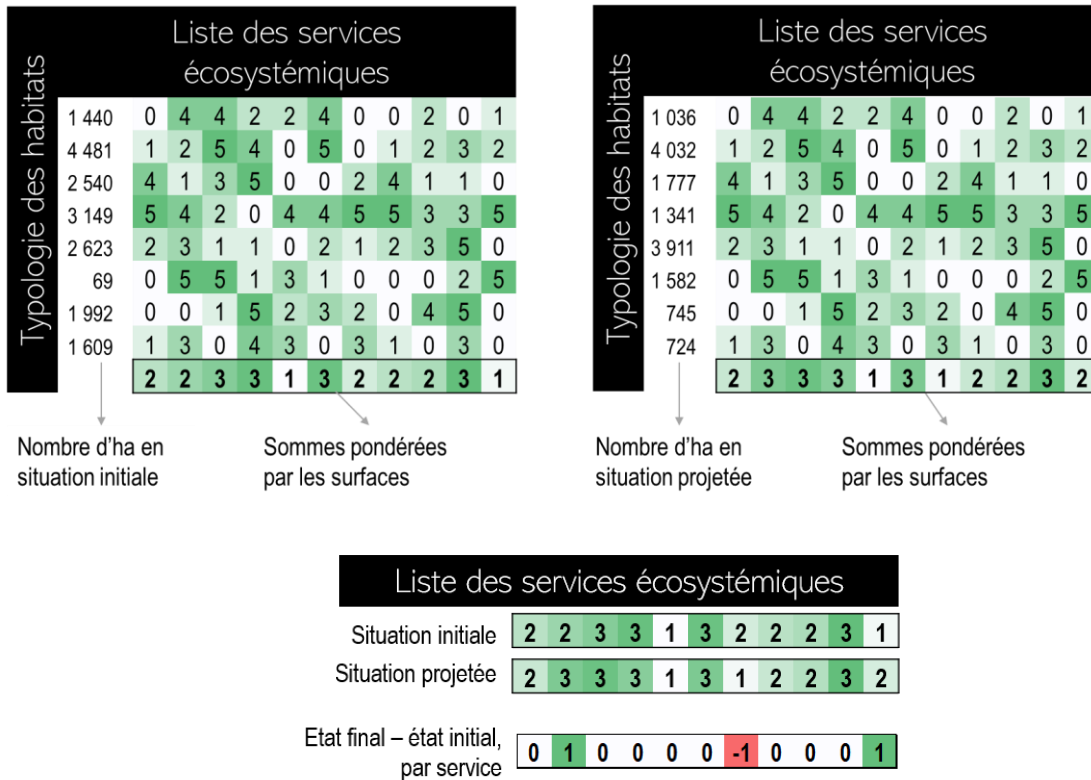 Liste des services
écosystémiques
Typologie des habitats
1 440 0 4 4 2 2 4 0 0 2 0 1
4 481 1 2 5 4 0 5 0 1 2 3 2
2 540 4 1 3 5 0 0 2 4 1 1 0
3 149 5 4 2 0 4 4 5 5 3 3 5
2 623 2 3 1 1 0 2 1 2 3 5 0
69 0 5 5 1 3 1 0 0 0 2 5
1 992 0 0 1 5 2 3 2 0 4 5 0
1 609 1 3 0 4 3 0 3 1 0 3 0
2 2 3 3 1 3 2 2 2 3 1
Nombre d'ha en
situation initiale
Sommes pondérées
par les surfaces
Liste des services
écosystémiques
Typologie des habitats
1 036 0 4 4 2 2 4 0 0 2 0 1
4 032 1 2 5 4 0 5 0 1 2 3 2
1 777 4 1 3 5 0 0 2 4 1 1 0
1 341 5 4 2 0 4 4 5 5 3 3 5
3 911 2 3 1 1 0 2 1 2 3 5 0
1 582 0 5 5 1 3 1 0 0 0 2 5
745 0 0 1 5 2 3 2 0 4 5 0
724 1 3 0 4 3 0 3 1 0 3 0
2 3 3 3 1 3 1 2 2 3 2
Nombre d'ha en
situation projetée
Sommes pondérées
par les surfaces
Liste des services écosystémiques
Situation initiale 2 2 3 3 1 3 2 2 2 3 1
Situation projetée 2 3 3 3 1 3 1 2 2 3 2
Etat final – état initial,
par service
0 1 0 0 0 0 -1 0 0 0 1